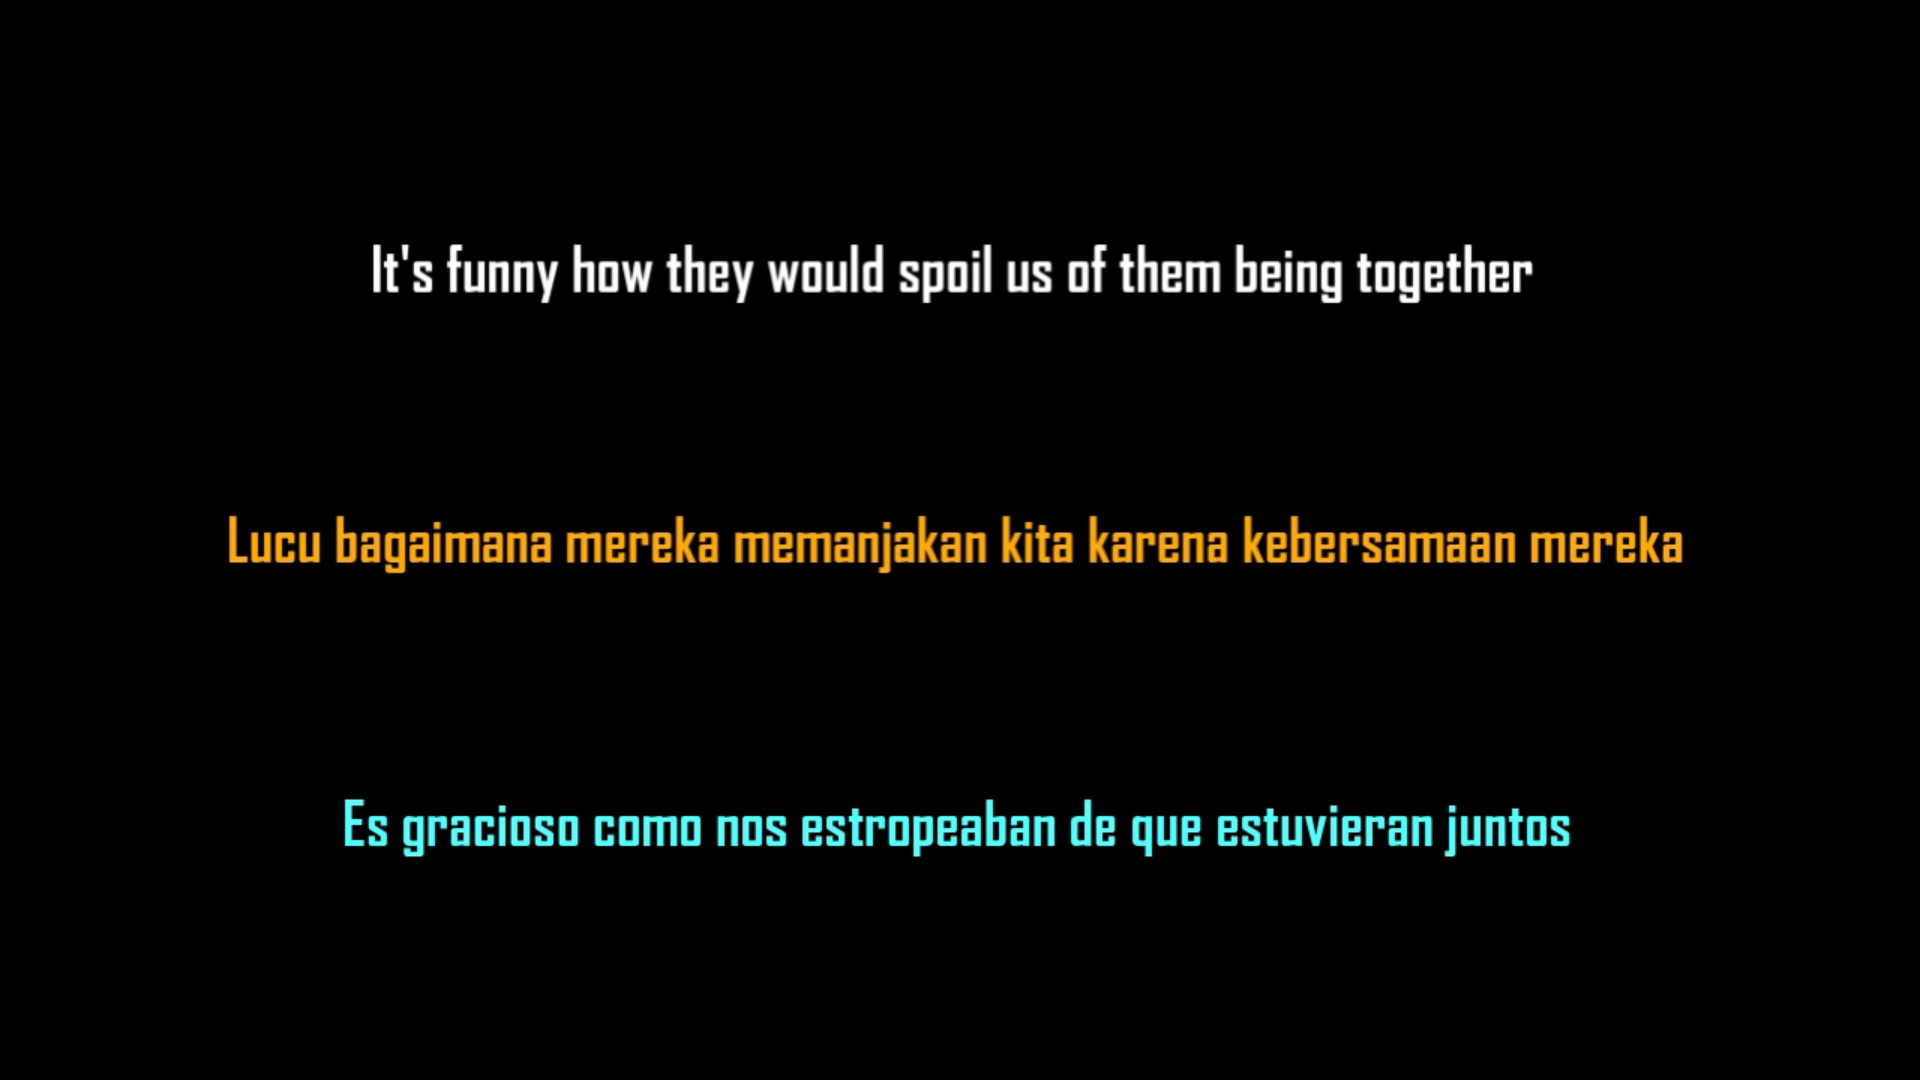 It's funny how they would spoil us of them being together
Lucu bagaimana mereka memanjakan kita karena kebersamaan mereka
Es gracioso como nos estropeaban de que estuvieran juntos